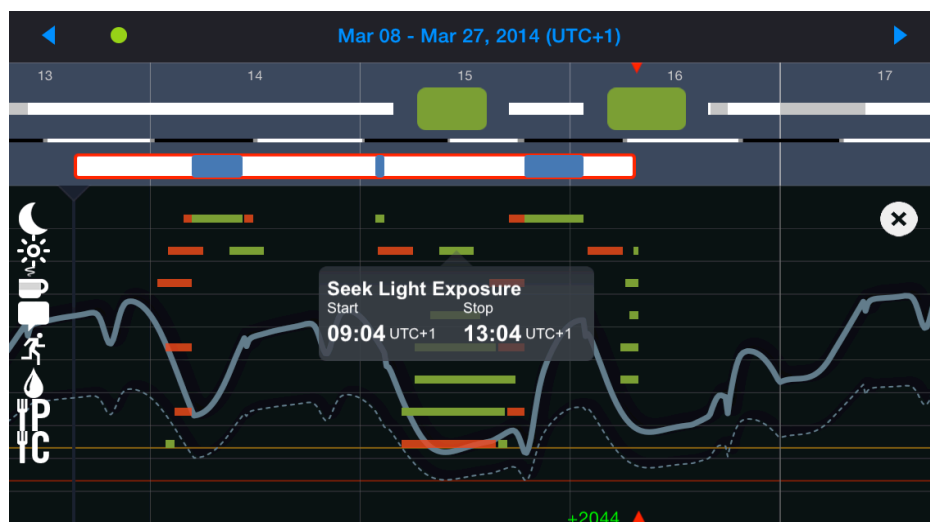 Mar 08 - Mar 27, 2014 (UTC+1)
13 14 15 16 17
Seek Light Exposure
Start Stop
09:04 UTC+1 13:04 UTC+1
P
C
+2044